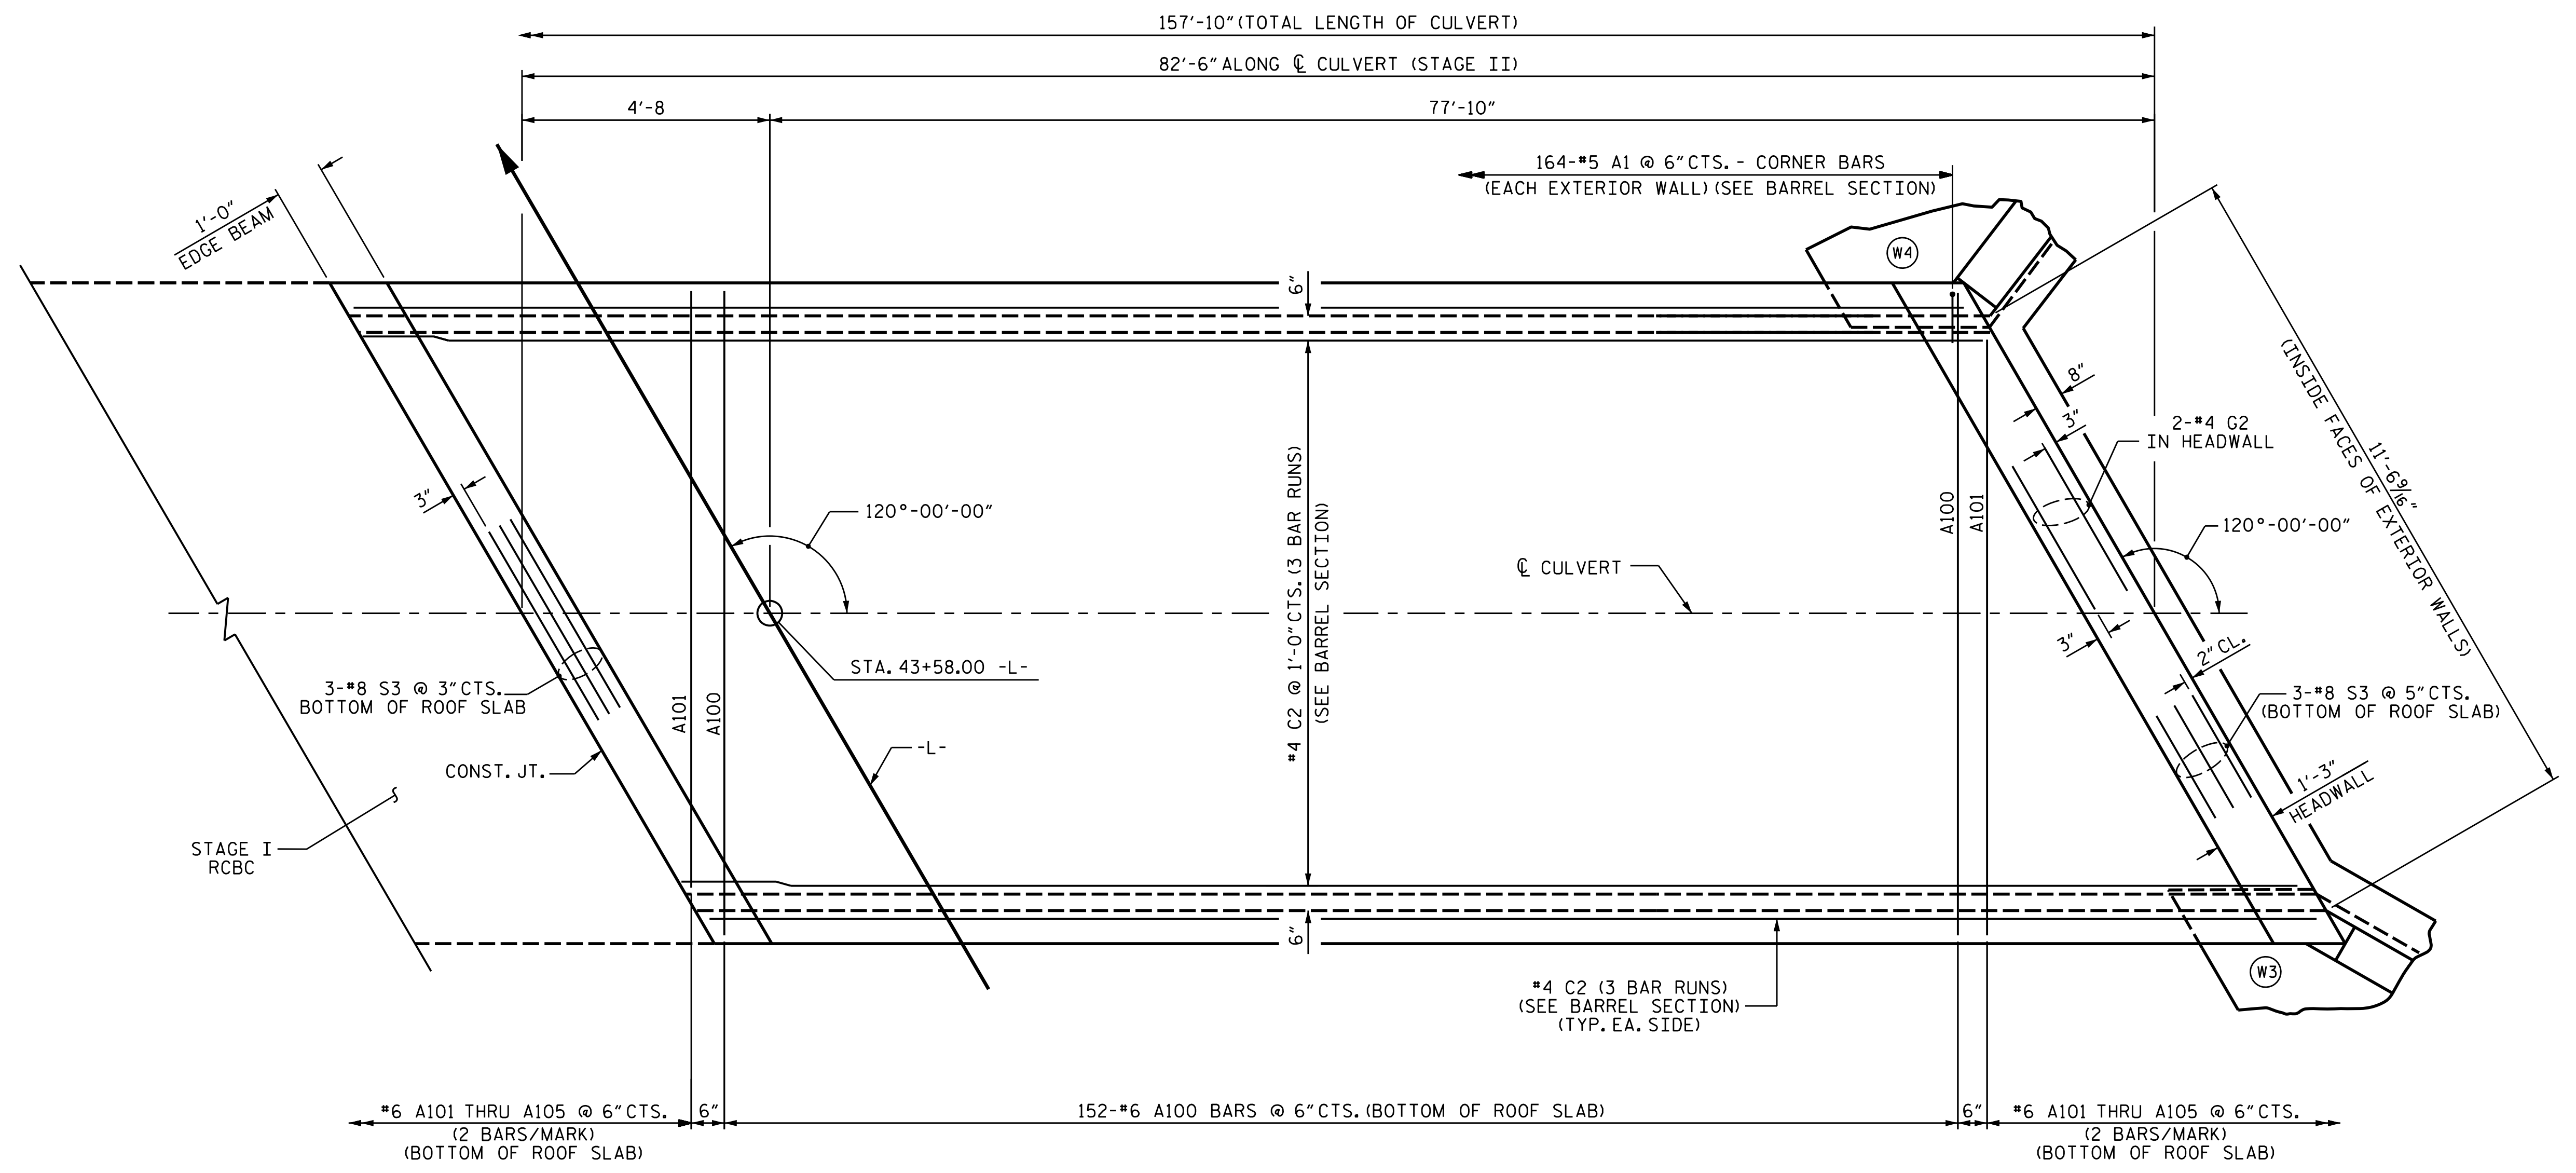 157'-10" (TOTAL LENGTH OF CULVERT)
82'-6" ALONG ℄ CULVERT (STAGE II)
4'-8
77'-10"
164-#5 A1 @ 6" CTS. - CORNER BARS
(EACH EXTERIOR WALL) (SEE BARREL SECTION)
1'-0"
EDGE BEAM
W4
6"
8"
3"
2-#4 G2
IN HEADWALL
11'-6 9/16"
(INSIDE FACES OF EXTERIOR WALLS)
3"
120°-00'-00"
A100
A101
120°-00'-00"
#4 C2 @ 1'-0" CTS. (3 BAR RUNS)
(SEE BARREL SECTION)
℄ CULVERT
STA. 43+58.00 -L-
3"
2" CL.
3-#8 S3 @ 3" CTS.
BOTTOM OF ROOF SLAB
A101
A100
3-#8 S3 @ 5" CTS.
(BOTTOM OF ROOF SLAB)
-L-
CONST. JT.
1'-3"
HEADWALL
STAGE I
RCBC
6"
W3
#4 C2 (3 BAR RUNS)
(SEE BARREL SECTION)
(TYP. EA. SIDE)
#6 A101 THRU A105 @ 6" CTS.
(2 BARS/MARK)
(BOTTOM OF ROOF SLAB)
6"
152-#6 A100 BARS @ 6" CTS. (BOTTOM OF ROOF SLAB)
6"
#6 A101 THRU A105 @ 6" CTS.
(2 BARS/MARK)
(BOTTOM OF ROOF SLAB)